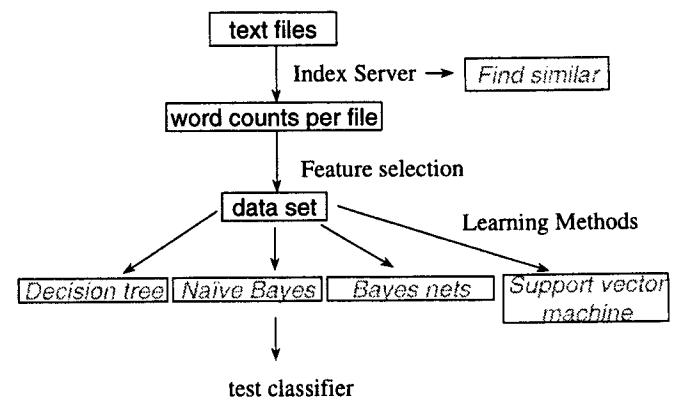 text files
Index Server
Find similar
word counts per file
Feature selection
data set
Learning Methods
Decision tree
Naïve Bayes
Bayes nets
Support vector
machine
test classifier